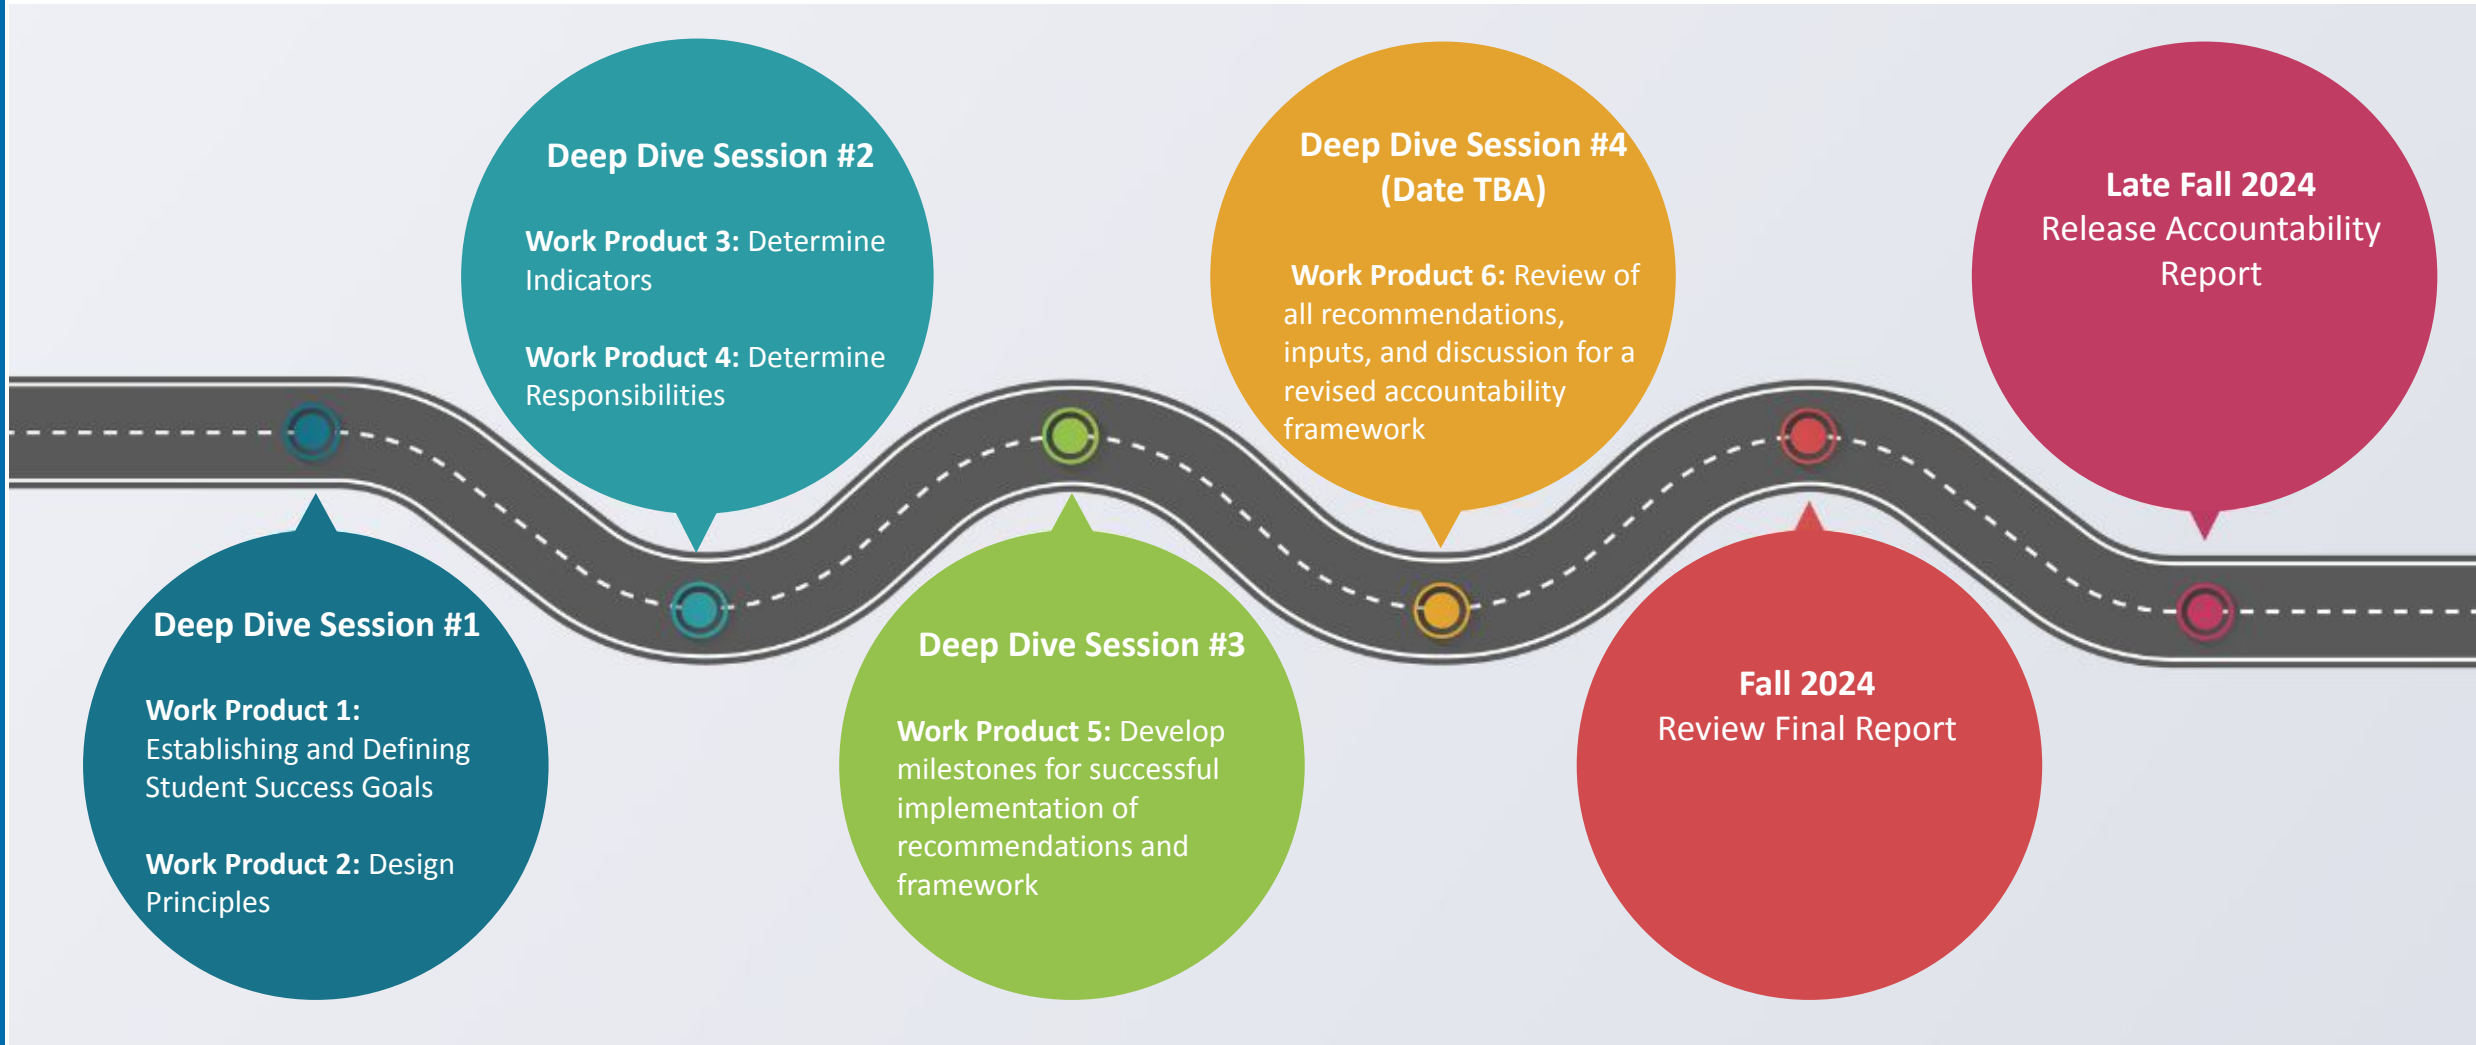 Deep Dive Session #1
Work Product 1:
Establishing and Defining
Student Success Goals
Work Product 2: Design
Principles
Deep Dive Session #2
Work Product 3: Determine
Indicators
Work Product 4: Determine
Responsibilities
Deep Dive Session #3
Work Product 5: Develop
milestones for successful
implementation of
recommendations and
framework
Deep Dive Session #4
(Date TBA)
Work Product 6: Review of
all recommendations,
inputs, and discussion for a
revised accountability
framework
Fall 2024
Review Final Report
Late Fall 2024
Release Accountability
Report